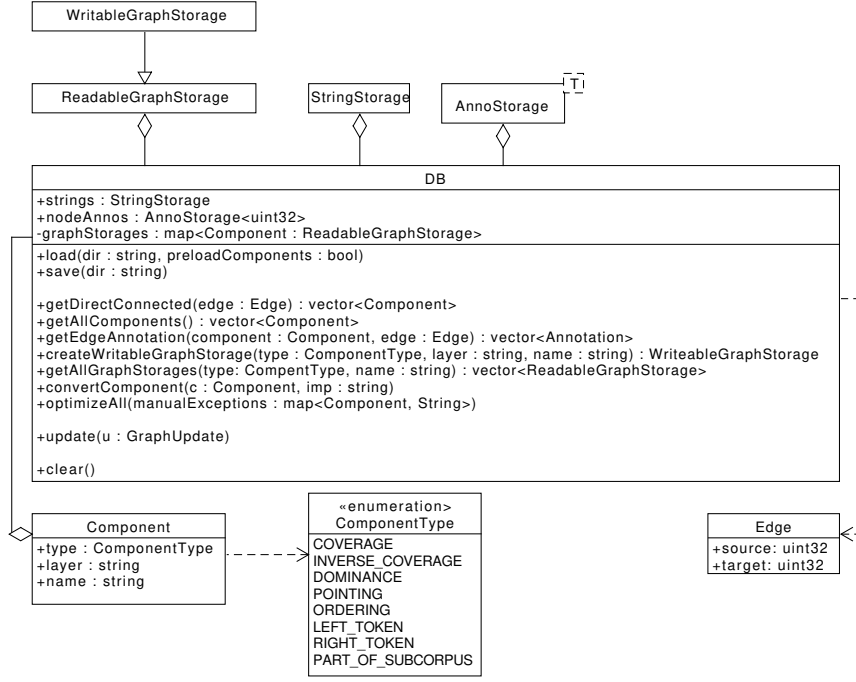 WritableGraphStorage
ReadableGraphStorage
StringStorage
AnnoStorage
T
DB
+strings : StringStorage
+nodeAnnos : AnnoStorage<uint32>
-graphStorages : map<Component : ReadableGraphStorage>
+load(dir : string, preloadComponents : bool)
+save(dir : string)
+getDirectConnected(edge : Edge) : vector<Component>
+getAllComponents() : vector<Component>
+getEdgeAnnotation(component : Component, edge : Edge) : vector<Annotation>
+createWritableGraphStorage(type : ComponentType, layer : string, name : string) : WriteableGraphStorage
+getAllGraphStorages(type: CompentType, name : string) : vector<ReadableGraphStorage>
+convertComponent(c : Component, imp : string)
+optimizeAll(manualExceptions : map<Component, String>)
+update(u : GraphUpdate)
+clear()
Component
+type : ComponentType
+layer : string
+name : string
«enumeration>
ComponentType
COVERAGE
INVERSE_COVERAGE
DOMINANCE
POINTING
ORDERING
LEFT_TOKEN
RIGHT_TOKEN
PART_OF_SUBCORPUS
Edge
+source: uint32
+target: uint32